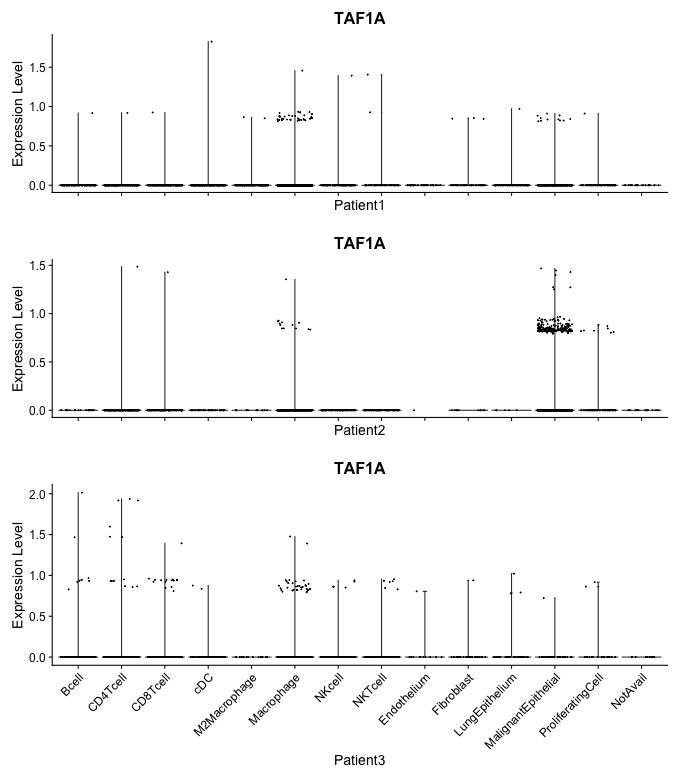 TAF1A
Expression Level
1.5
1.0
0.5
0.0
Patient1
TAF1A
Expression Level
1.5
1.0
0.5
0.0
Patient2
TAF1A
Expression Level
2.0
1.5
1.0
0.5
0.0
Bcell
CD4Tcell
CD8Tcell
cDC
M2Macrophage
Macrophage
NKcell
NKTcell
Endothelium
Fibroblast
LungEpithelium
MalignantEpithelial
ProliferatingCell
NotAvail
Patient3